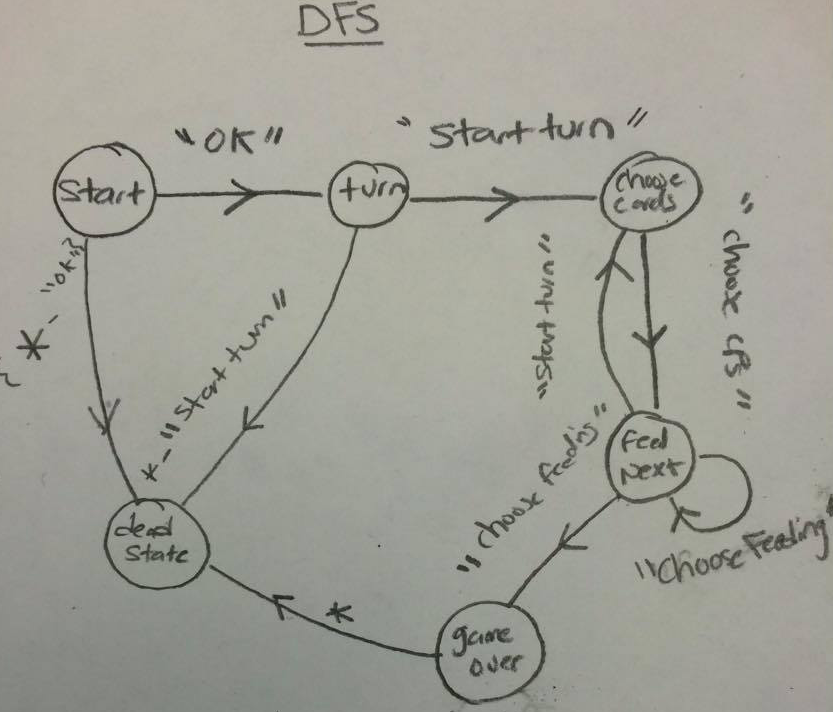 DFS
"OK"
"Start turn"
Start
turn
choose
cards
* - "ok"}
* - "Start turn"
"Start turn"
"choose cfs"
Feed
Next
"choose feeding"
"Choose Feeding"
dead
State
*
game
over